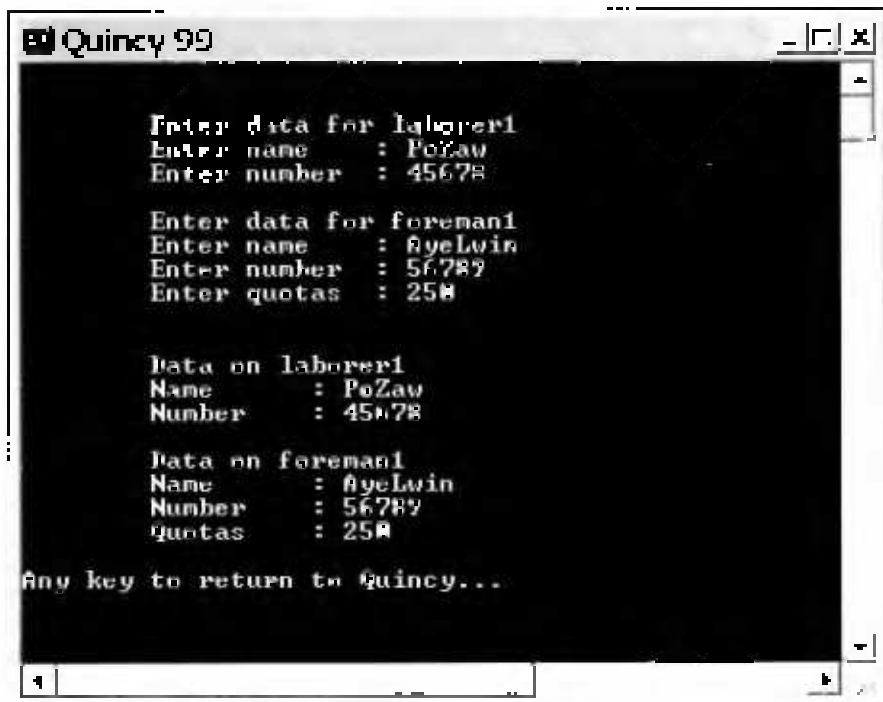 Quincy 99
Enter data for laborer1
Enter name : PoZaw
Enter number : 45678
Enter data for foreman1
Enter name : AyeLwin
Enter number : 56789
Enter quotas : 250
Data on laborer1
Name : PoZaw
Number : 45678
Data on foreman1
Name : AyeLwin
Number : 56789
Quotas : 250
Any key to return to Quincy...